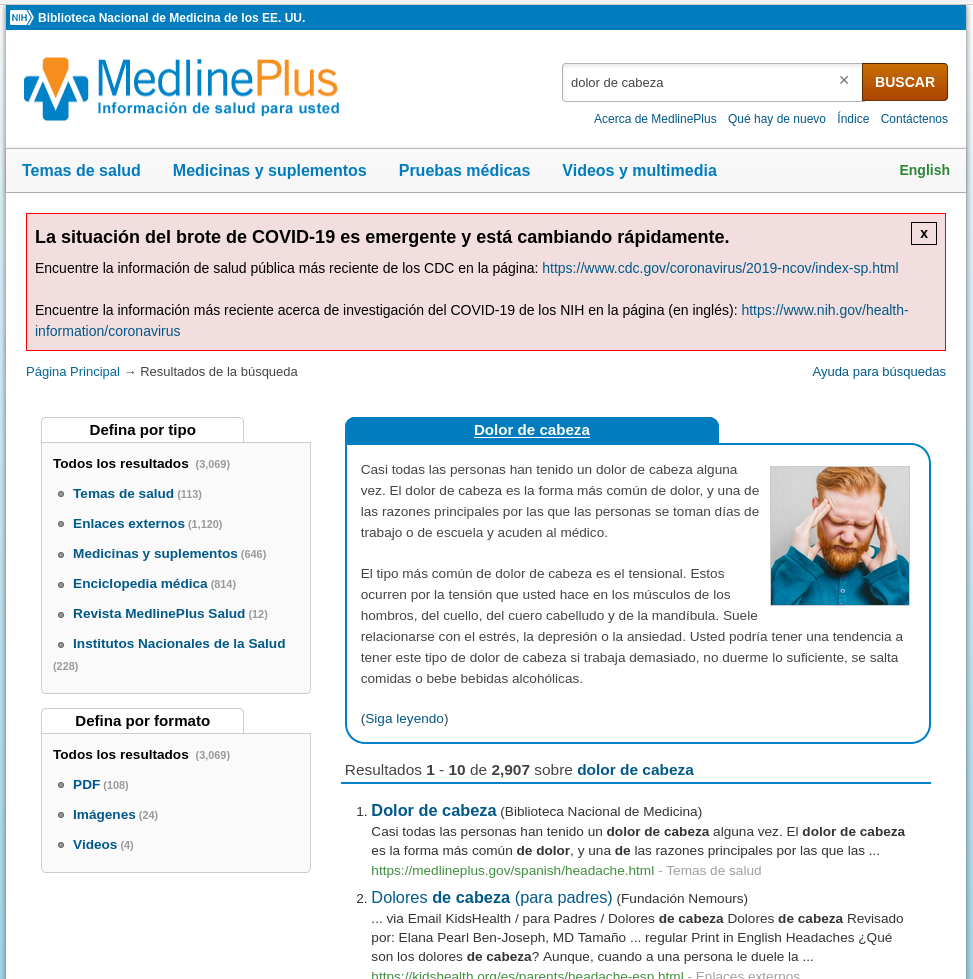 NIH Biblioteca Nacional de Medicina de los EE. UU.
MedlinePlus
Información de salud para usted
dolor de cabeza × BUSCAR
Acerca de MedlinePlus Qué hay de nuevo Índice Contáctenos
Temas de salud Medicinas y suplementos Pruebas médicas Videos y multimedia English
La situación del brote de COVID-19 es emergente y está cambiando rápidamente. x
Encuentre la información de salud pública más reciente de los CDC en la página: https://www.cdc.gov/coronavirus/2019-ncov/index-sp.html
Encuentre la información más reciente acerca de investigación del COVID-19 de los NIH en la página (en inglés): https://www.nih.gov/health-
information/coronavirus
Página Principal → Resultados de la búsqueda Ayuda para búsquedas
Defina por tipo
Todos los resultados (3,069)
Temas de salud (113)
Enlaces externos (1,120)
Medicinas y suplementos (646)
Enciclopedia médica (814)
Revista MedlinePlus Salud (12)
Institutos Nacionales de la Salud
(228)
Defina por formato
Todos los resultados (3,069)
PDF (108)
Imágenes (24)
Videos (4)
Dolor de cabeza
Casi todas las personas han tenido un dolor de cabeza alguna
vez. El dolor de cabeza es la forma más común de dolor, y una de
las razones principales por las que las personas se toman días de
trabajo o de escuela y acuden al médico.
El tipo más común de dolor de cabeza es el tensional. Estos
ocurren por la tensión que usted hace en los músculos de los
hombros, del cuello, del cuero cabelludo y de la mandíbula. Suele
relacionarse con el estrés, la depresión o la ansiedad. Usted podría tener una tendencia a
tener este tipo de dolor de cabeza si trabaja demasiado, no duerme lo suficiente, se salta
comidas o bebe bebidas alcohólicas.
(Siga leyendo)
Resultados 1 - 10 de 2,907 sobre dolor de cabeza
1. Dolor de cabeza (Biblioteca Nacional de Medicina)
Casi todas las personas han tenido un dolor de cabeza alguna vez. El dolor de cabeza
es la forma más común de dolor, y una de las razones principales por las que las ...
https://medlineplus.gov/spanish/headache.html - Temas de salud
2. Dolores de cabeza (para padres) (Fundación Nemours)
... via Email KidsHealth / para Padres / Dolores de cabeza Dolores de cabeza Revisado
por: Elana Pearl Ben-Joseph, MD Tamaño ... regular Print in English Headaches ¿Qué
son los dolores de cabeza? Aunque, cuando a una persona le duele la ...
https://kidshealth.org/es/parents/headache-esp.html - Enlaces externos